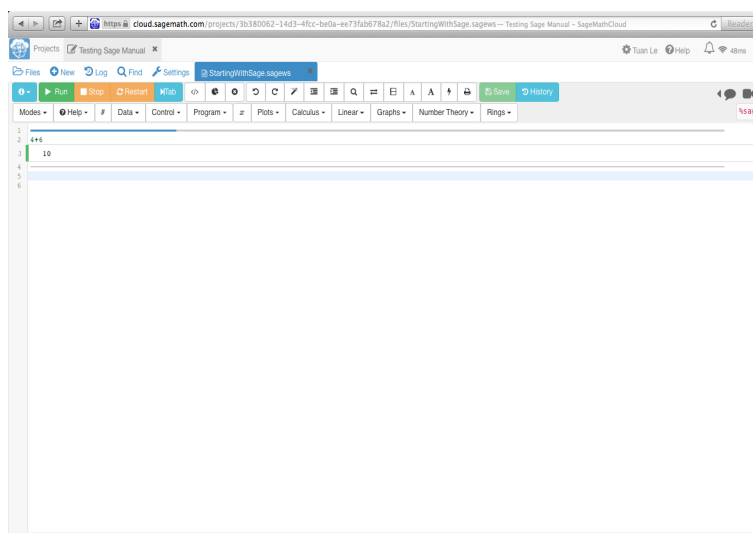 https cloud.sagemath.com/projects/3b380062-14d3-4fcc-be0a-ee73fab678a2/files/StartingWithSage.sagews — Testing Sage Manual – SageMathCloud Reader
Projects Testing Sage Manual Tuan Le Help 48ms
Files New Log Find Settings StartingWithSage.sagews
Run Stop Restart Tab </> A A Save History
Modes Help # Data Control Program Plots Calculus Linear Graphs Number Theory Rings %sa
1
2 4+6
3 10
4
5
6